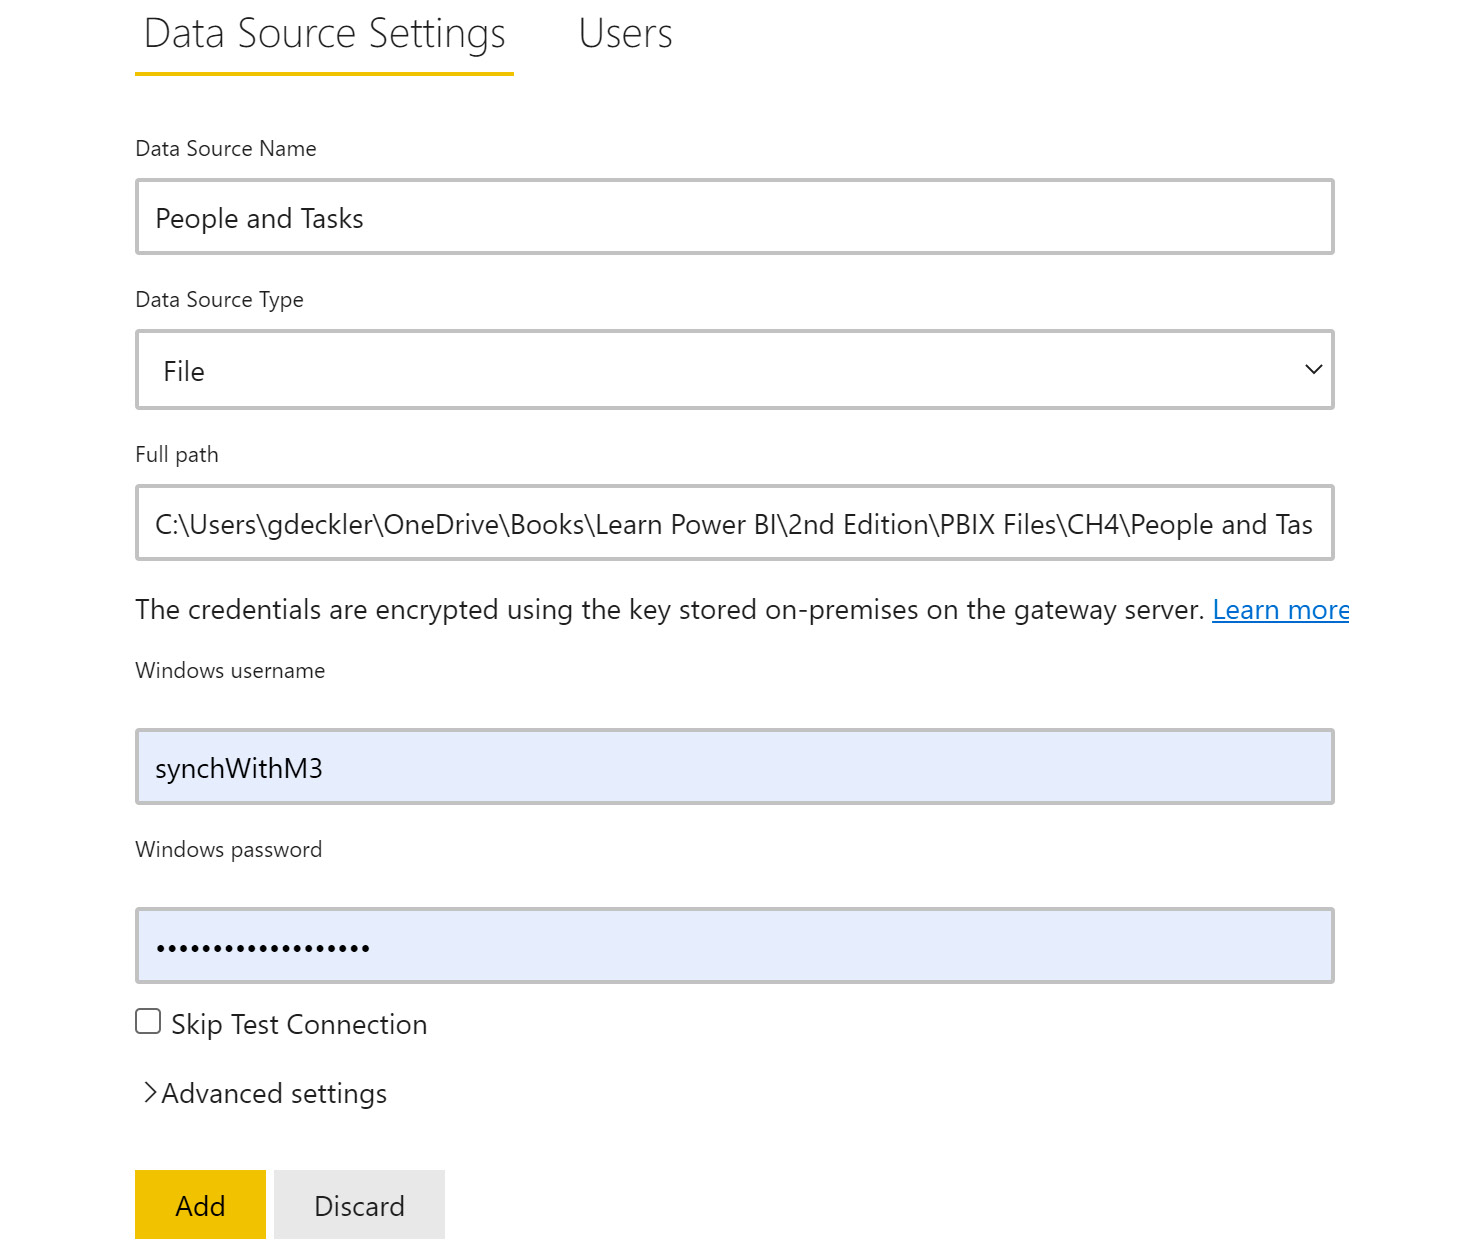 Data Source Settings Users
Data Source Name
People and Tasks
Data Source Type
File
Full path
C:\Users\gdeckler\OneDrive\Books\Learn Power BI\2nd Edition\PBIX Files\CH4\People and Tas
The credentials are encrypted using the key stored on-premises on the gateway server. Learn more
Windows username
synchWithM3
Windows password
•••••••••••••••••••
Skip Test Connection
Advanced settings
Add Discard